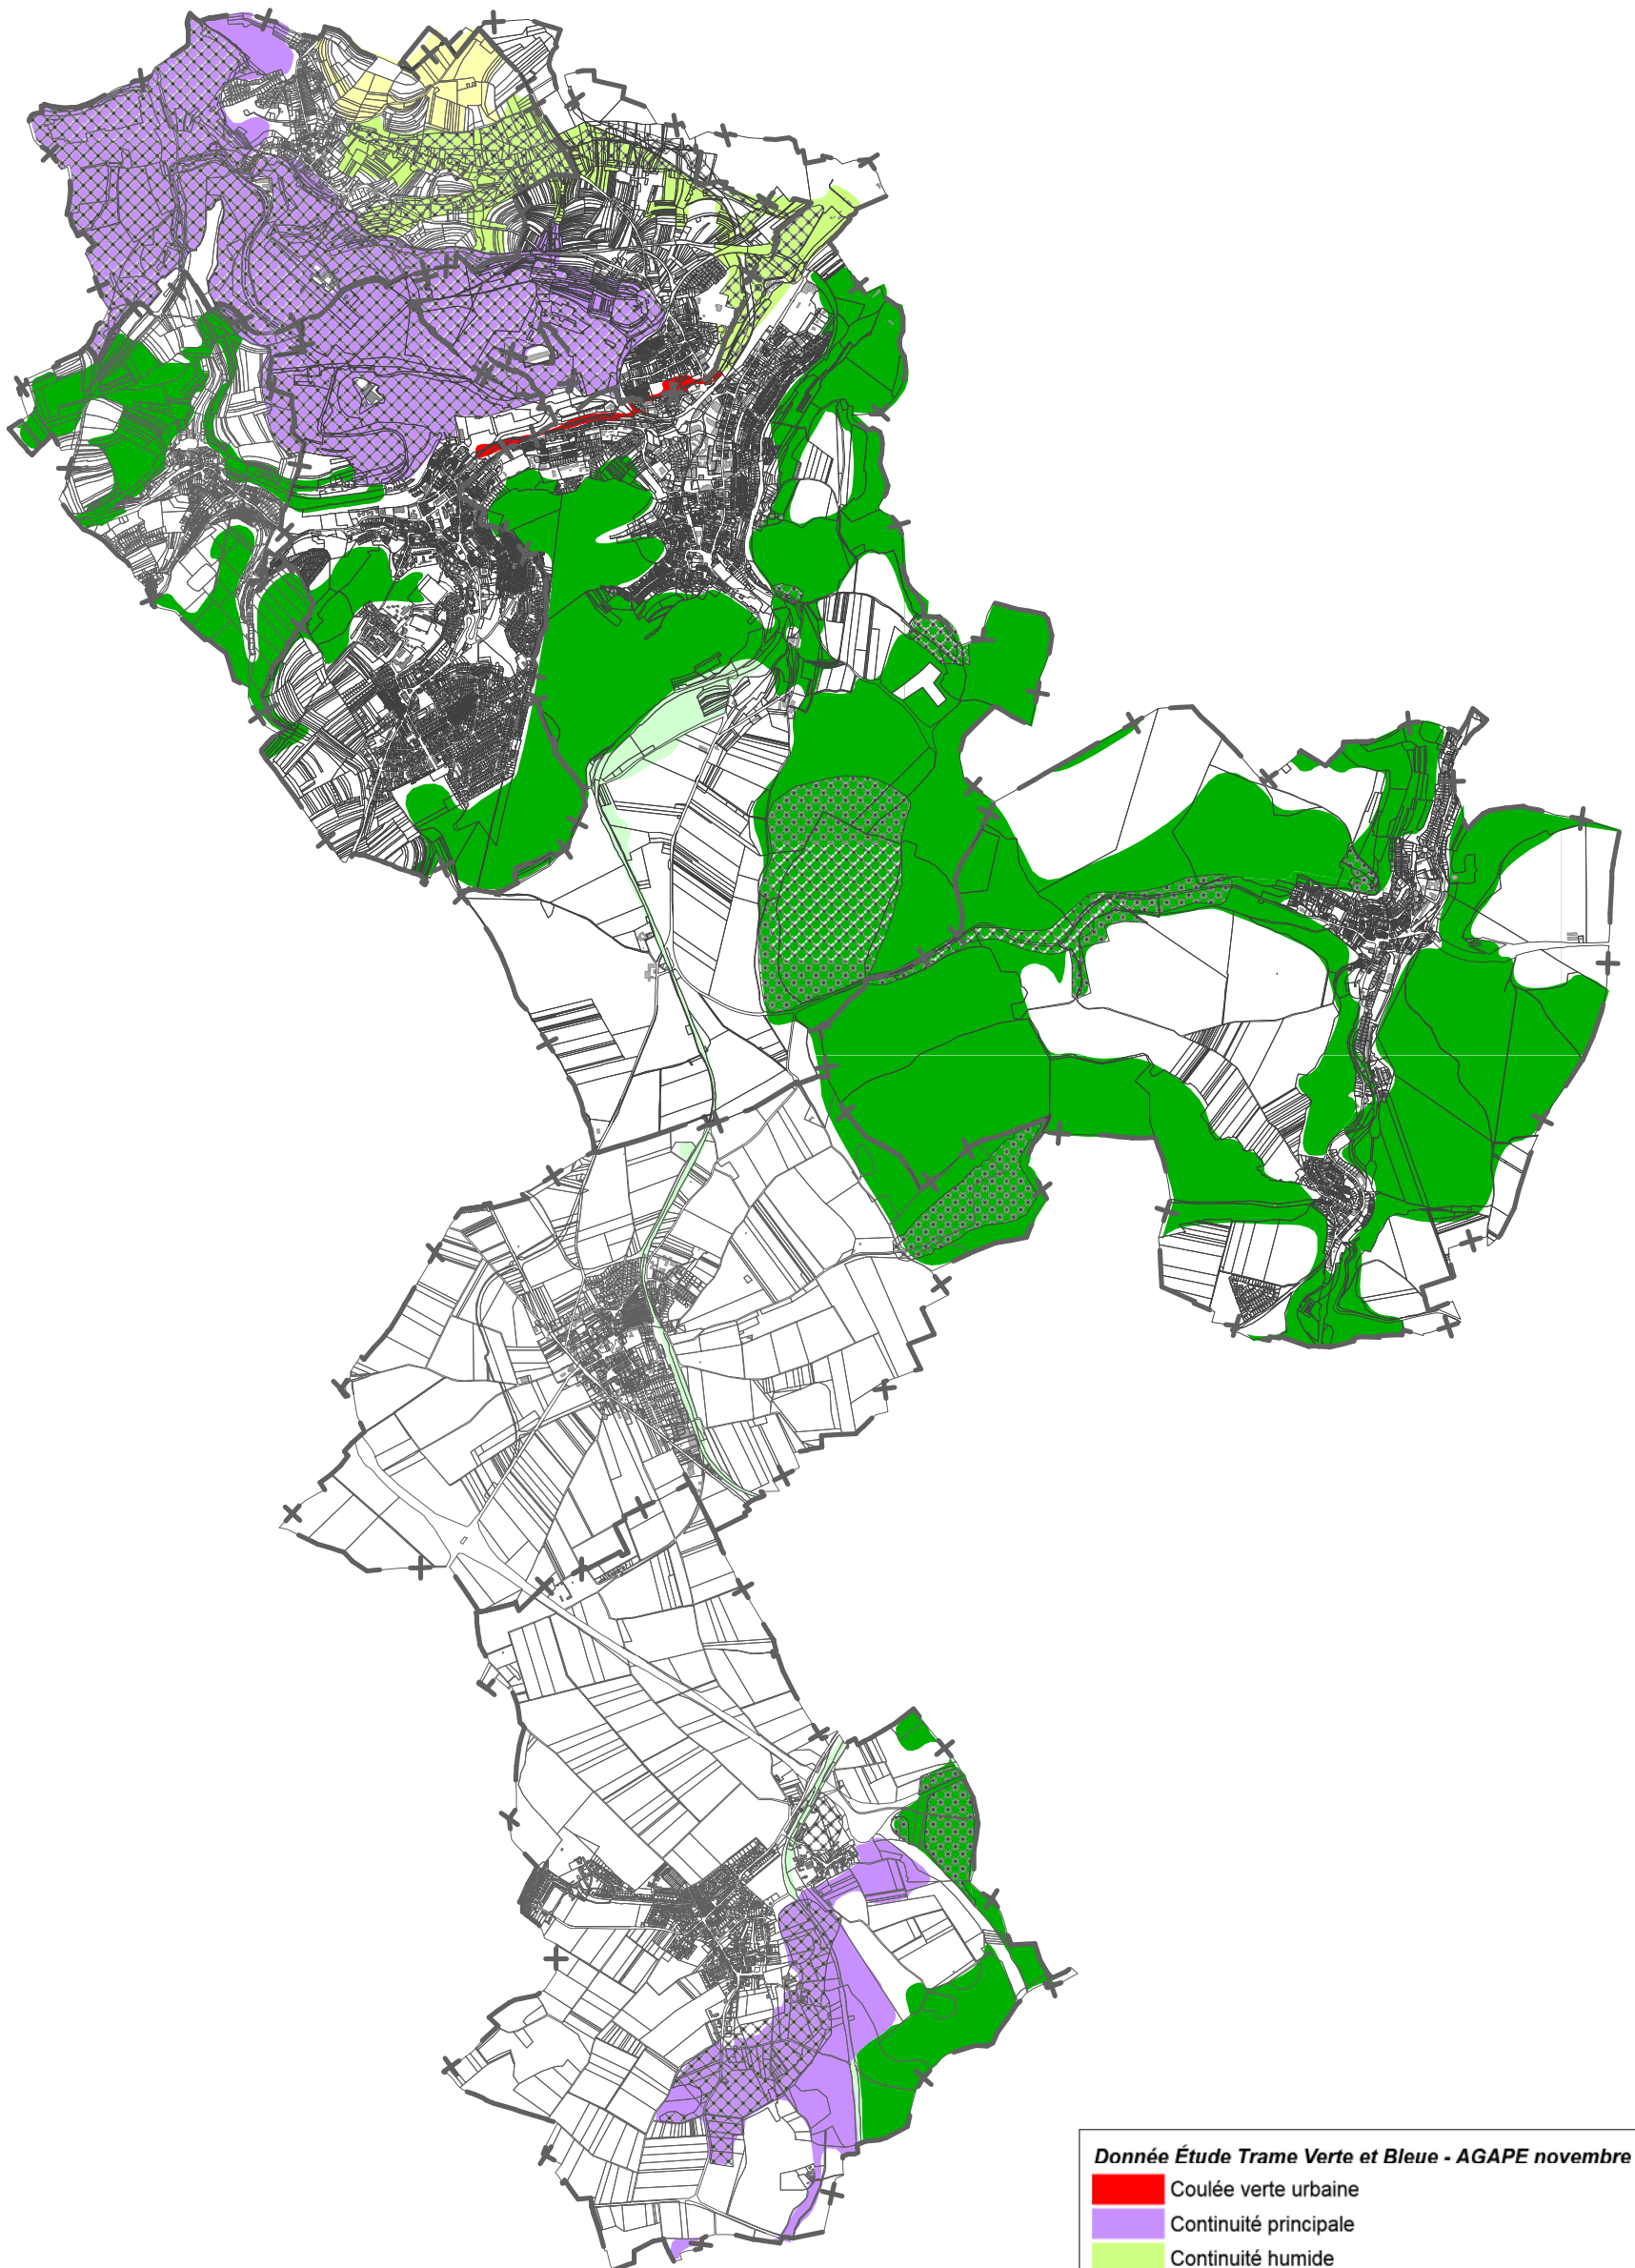 Donnée Étude Trame Verte et Bleue - AGAPE novembre
Coulée verte urbaine
Continuité principale
Continuité humide